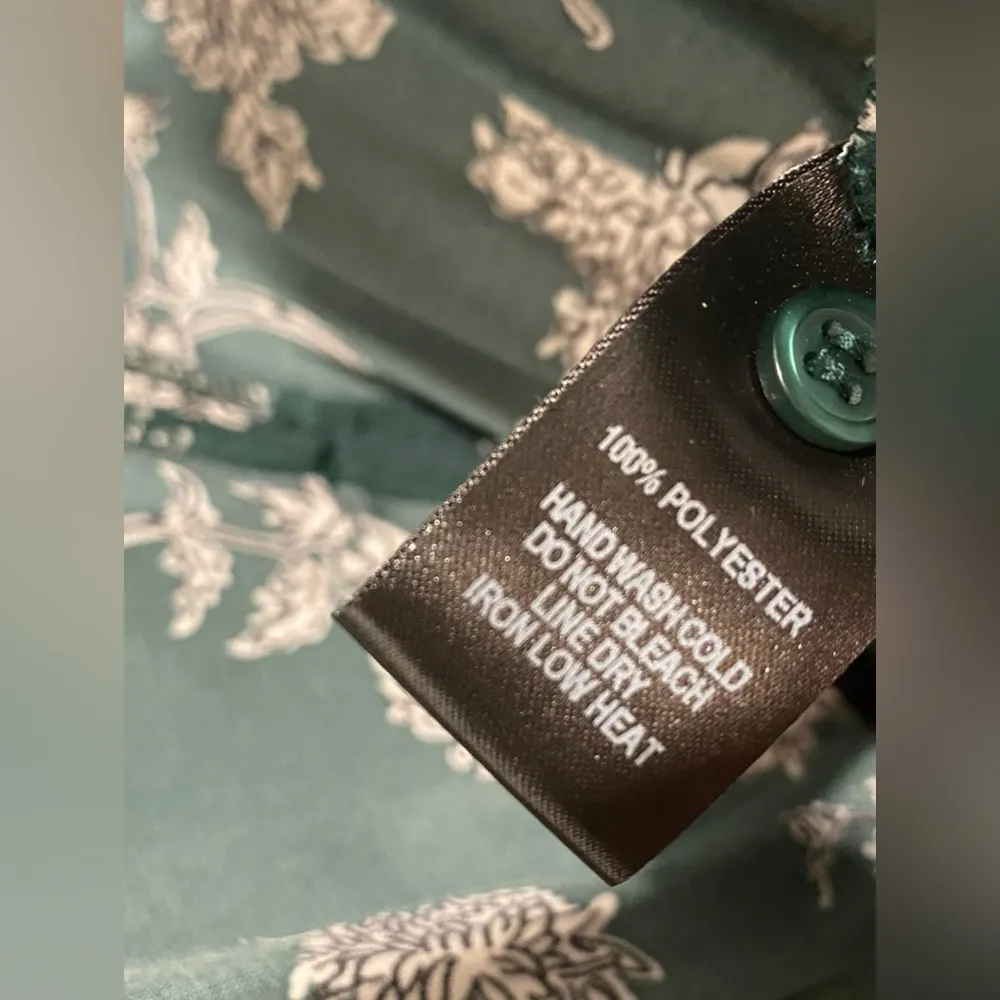 100% POLYESTER
HAND WASH COLD
DO NOT BLEACH
LINE DRY
IRON LOW HEAT